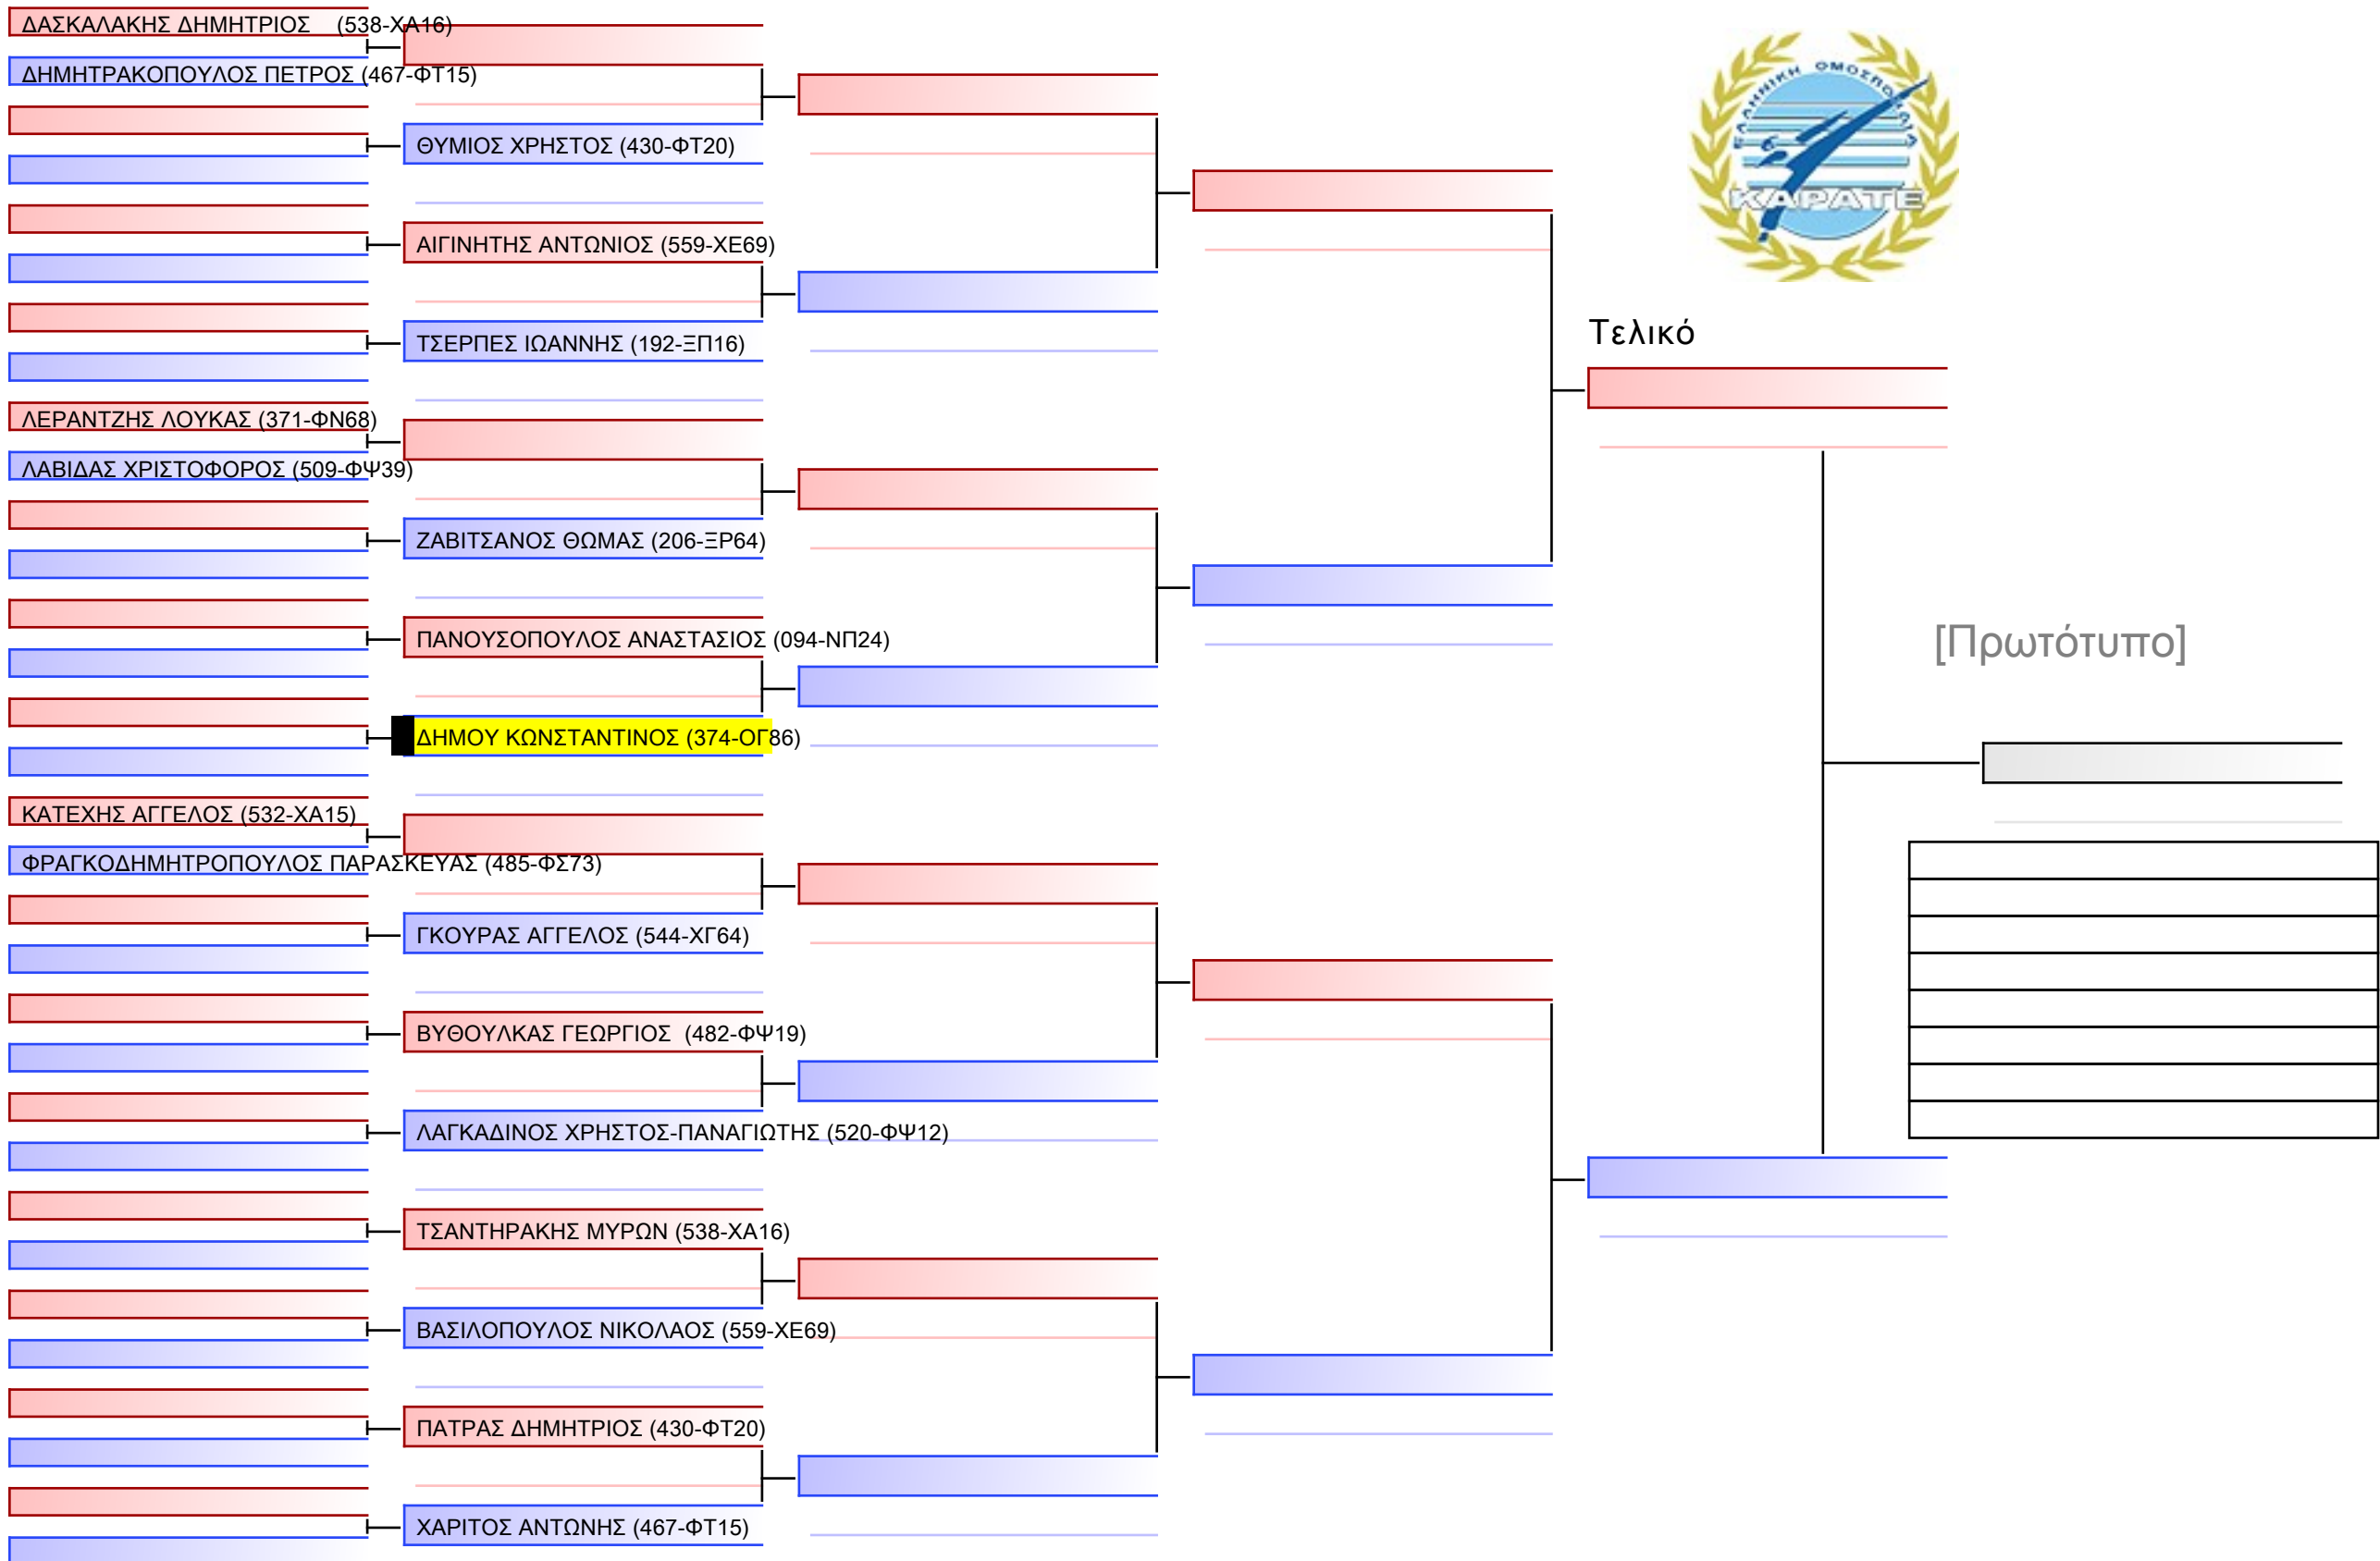 ΔΑΣΚΑΛΑΚΗΣ ΔΗΜΗΤΡΙΟΣ (538-ΧΑ16)
ΔΗΜΗΤΡΑΚΟΠΟΥΛΟΣ ΠΕΤΡΟΣ (467-ΦΤ15)
ΘΥΜΙΟΣ ΧΡΗΣΤΟΣ (430-ΦΤ20)
ΑΙΓΙΝΗΤΗΣ ΑΝΤΩΝΙΟΣ (559-ΧΕ69)
ΤΣΕΡΠΕΣ ΙΩΑΝΝΗΣ (192-ΞΠ16)
ΛΕΡΑΝΤΖΗΣ ΛΟΥΚΑΣ (371-ΦΝ68)
ΛΑΒΙΔΑΣ ΧΡΙΣΤΟΦΟΡΟΣ (509-ΦΨ39)
ΖΑΒΙΤΣΑΝΟΣ ΘΩΜΑΣ (206-ΞΡ64)
ΠΑΝΟΥΣΟΠΟΥΛΟΣ ΑΝΑΣΤΑΣΙΟΣ (094-ΝΠ24)
ΔΗΜΟΥ ΚΩΝΣΤΑΝΤΙΝΟΣ (374-ΟΓ86)
ΚΑΤΕΧΗΣ ΑΓΓΕΛΟΣ (532-ΧΑ15)
ΦΡΑΓΚΟΔΗΜΗΤΡΟΠΟΥΛΟΣ ΠΑΡΑΣΚΕΥΑΣ (485-ΦΣ73)
ΓΚΟΥΡΑΣ ΑΓΓΕΛΟΣ (544-ΧΓ64)
ΒΥΘΟΥΛΚΑΣ ΓΕΩΡΓΙΟΣ (482-ΦΨ19)
ΛΑΓΚΑΔΙΝΟΣ ΧΡΗΣΤΟΣ-ΠΑΝΑΓΙΩΤΗΣ (520-ΦΨ12)
ΤΣΑΝΤΗΡΑΚΗΣ ΜΥΡΩΝ (538-ΧΑ16)
ΒΑΣΙΛΟΠΟΥΛΟΣ ΝΙΚΟΛΑΟΣ (559-ΧΕ69)
ΠΑΤΡΑΣ ΔΗΜΗΤΡΙΟΣ (430-ΦΤ20)
ΧΑΡΙΤΟΣ ΑΝΤΩΝΗΣ (467-ΦΤ15)
ΕΛΛΗΝΙΚΗ ΟΜΟΣΠΟΝΔΙΑ
ΚΑΡΑΤΕ
Τελικό
[Πρωτότυπο]